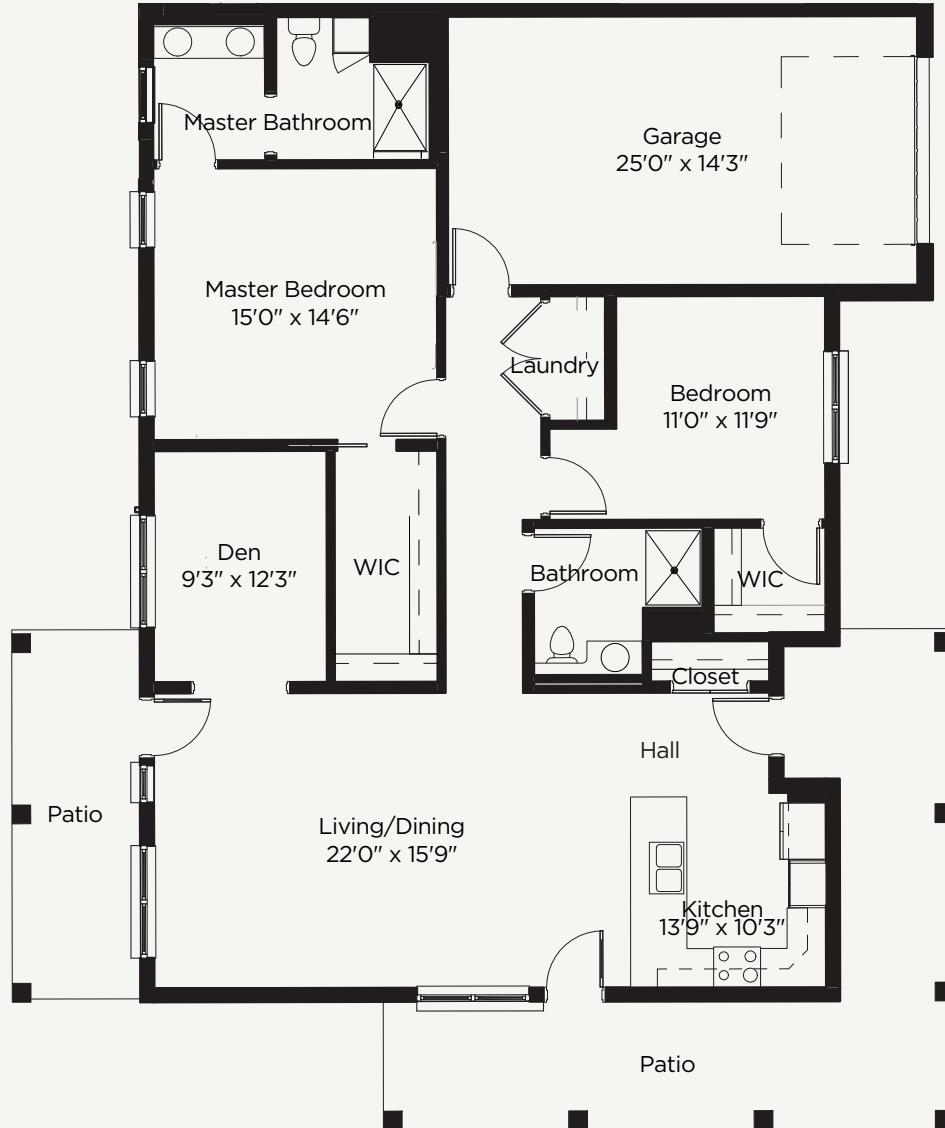 Master Bathroom
Garage
25'0" x 14'3"
Master Bedroom
15'0" x 14'6"
Laundry
Bedroom
11'0" x 11'9"
Den
9'3" x 12'3"
WIC
Bathroom
WIC
Closet
Hall
Patio
Living/Dining
22'0" x 15'9"
Kitchen
13'9" x 10'3"
Patio